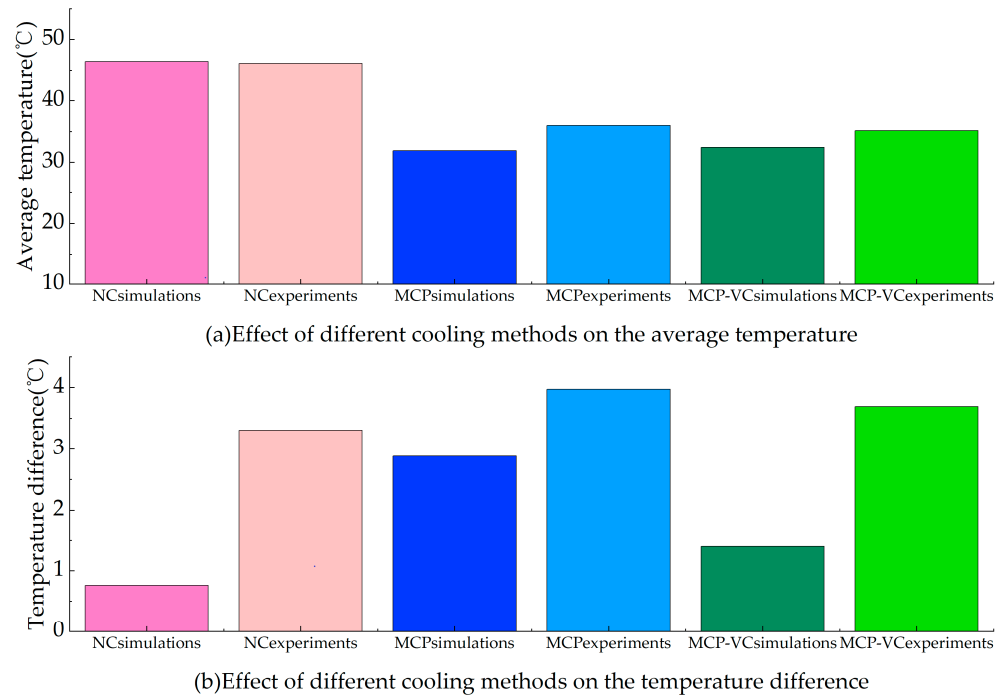 Average temperature(℃)
50
40
30
20
10
NCsimulations
NCexperiments
MCPsimulations
MCPexperiments
MCP-VCsimulations
MCP-VCexperiments
(a)Effect of different cooling methods on the average temperature
Temperature difference(℃)
4
3
2
1
0
NCsimulations
NCexperiments
MCPsimulations
MCPexperiments
MCP-VCsimulations
MCP-VCexperiments
(b)Effect of different cooling methods on the temperature difference